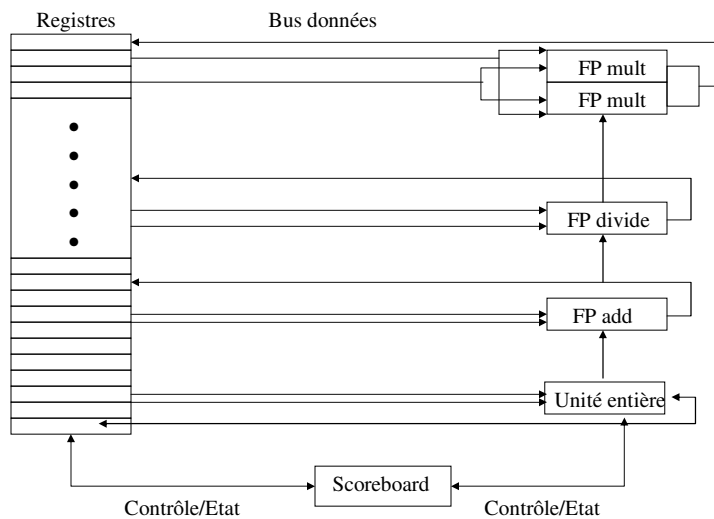 Registres
Bus données
FP mult
FP mult
FP divide
FP add
Unité entière
Scoreboard
Contrôle/Etat
Contrôle/Etat